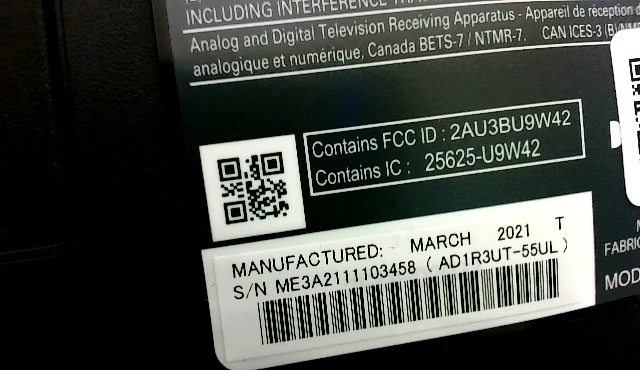 INCLUDING INTERFERENCE THA
Analog and Digital Television Receiving Apparatus - Appareil de réception d
analogique et numérique, Canada BETS-7 / NTMR-7. CAN ICES-3 (B)/NM
Contains FCC ID : 2AU3BU9W42
Contains IC : 25625-U9W42
MANUFACTURED: MARCH 2021 T
S/N ME3A2111103458 ( AD1R3UT-55UL )
FABRIC
MOD